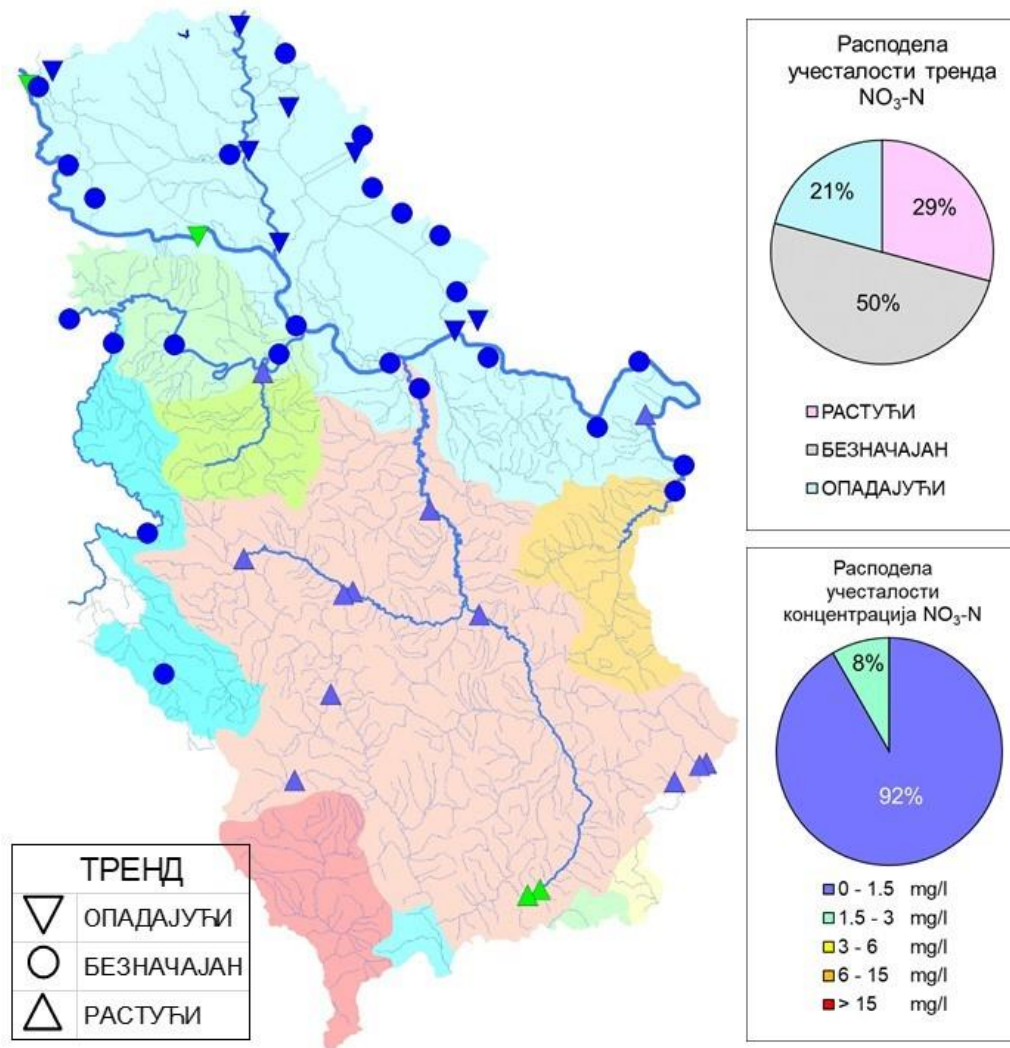 Расподела
учесталости тренда
NO₃-N
21%
29%
50%
РАСТУЋИ
БЕЗНАЧАЈАН
ОПАДАЈУЋИ
Расподела
учесталости
концентрација NO₃-N
8%
92%
0 - 1.5 mg/l
1.5 - 3 mg/l
3 - 6 mg/l
6 - 15 mg/l
> 15 mg/l
ТРЕНД
ОПАДАЈУЋИ
БЕЗНАЧАЈАН
РАСТУЋИ